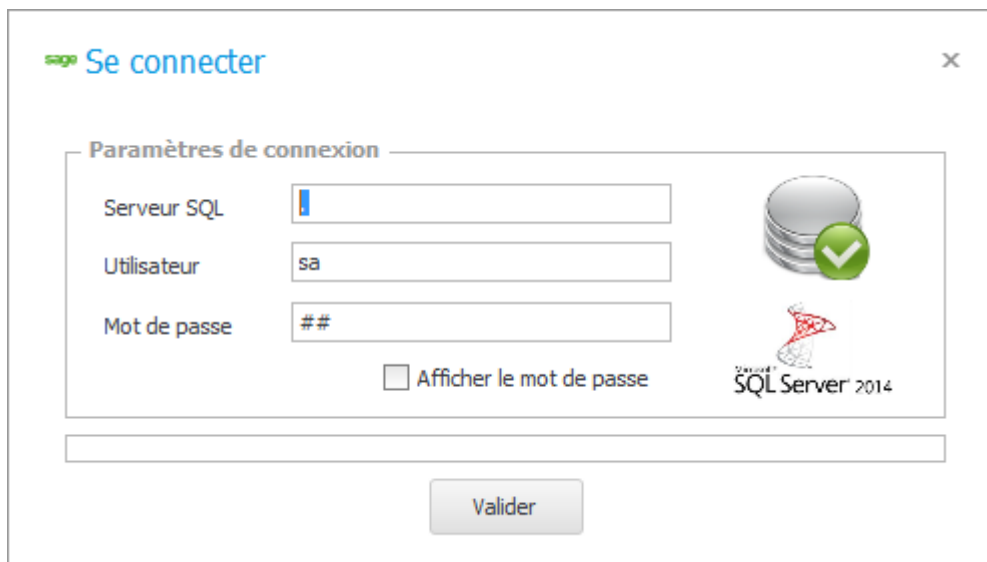 sage Se connecter
Paramètres de connexion
Serveur SQL .
Utilisateur sa
Mot de passe ##
Afficher le mot de passe
Microsoft
SQL Server 2014
Valider